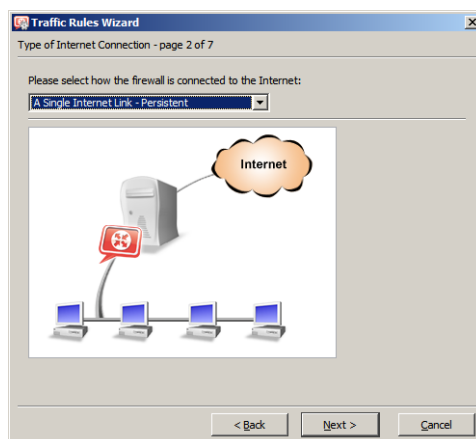 Traffic Rules Wizard
Type of Internet Connection - page 2 of 7
Please select how the firewall is connected to the Internet:
A Single Internet Link - Persistent
Internet
< Back
Next >
Cancel